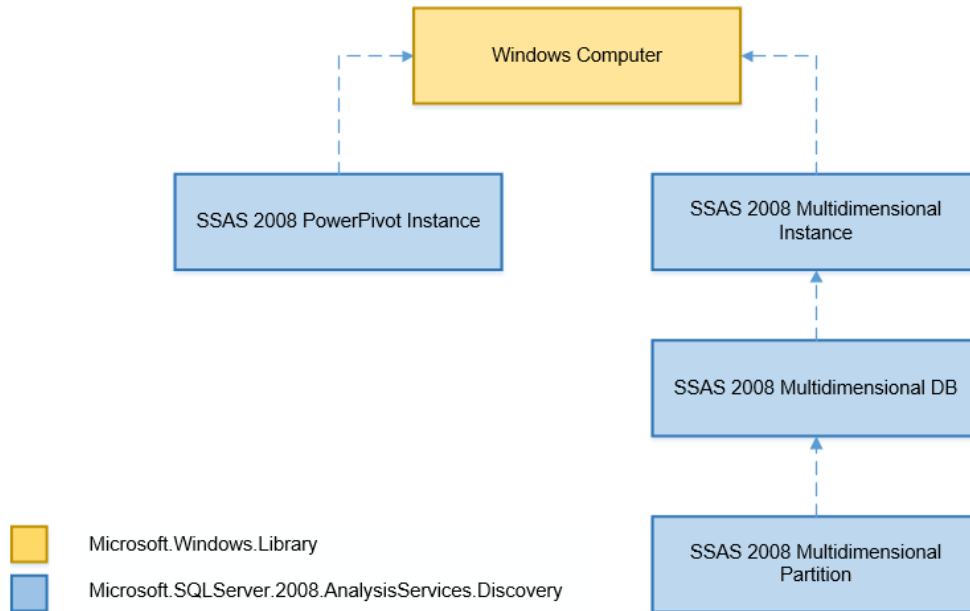 Windows Computer
SSAS 2008 PowerPivot Instance
SSAS 2008 Multidimensional
Instance
SSAS 2008 Multidimensional DB
SSAS 2008 Multidimensional
Partition
Microsoft.Windows.Library
Microsoft.SQLServer.2008.AnalysisServices.Discovery